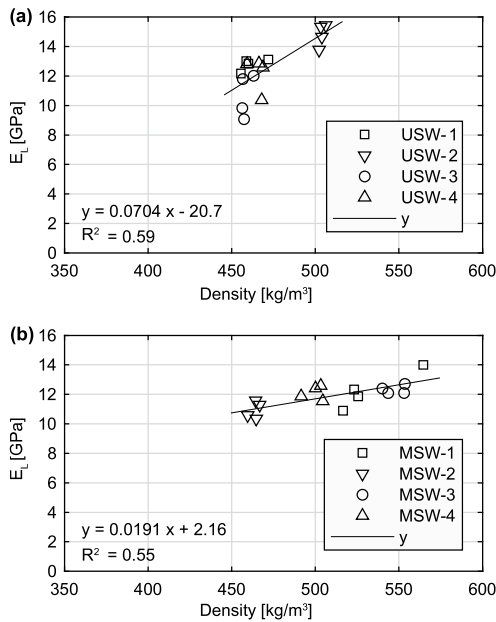 (a)
16
14
12
10
8
6
4
2
0
E_L [GPa]
USW-1
USW-2
USW-3
USW-4
y
y = 0.0704 x - 20.7
R² = 0.59
350 400 450 500 550 600
Density [kg/m³]
(b)
16
14
12
10
8
6
4
2
0
E_L [GPa]
MSW-1
MSW-2
MSW-3
MSW-4
y
y = 0.0191 x + 2.16
R² = 0.55
350 400 450 500 550 600
Density [kg/m³]